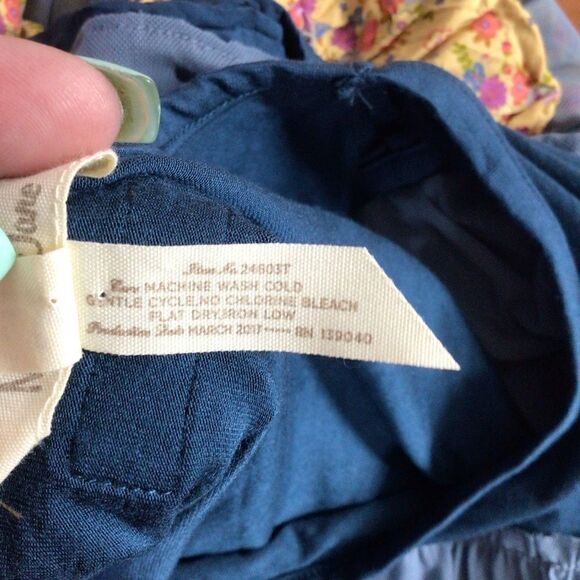 Item No. 24603T
Care MACHINE WASH COLD
GENTLE CYCLE, NO CHLORINE BLEACH
FLAT DRY, IRON LOW
Production Date MARCH 2017 ••••• RN 139040